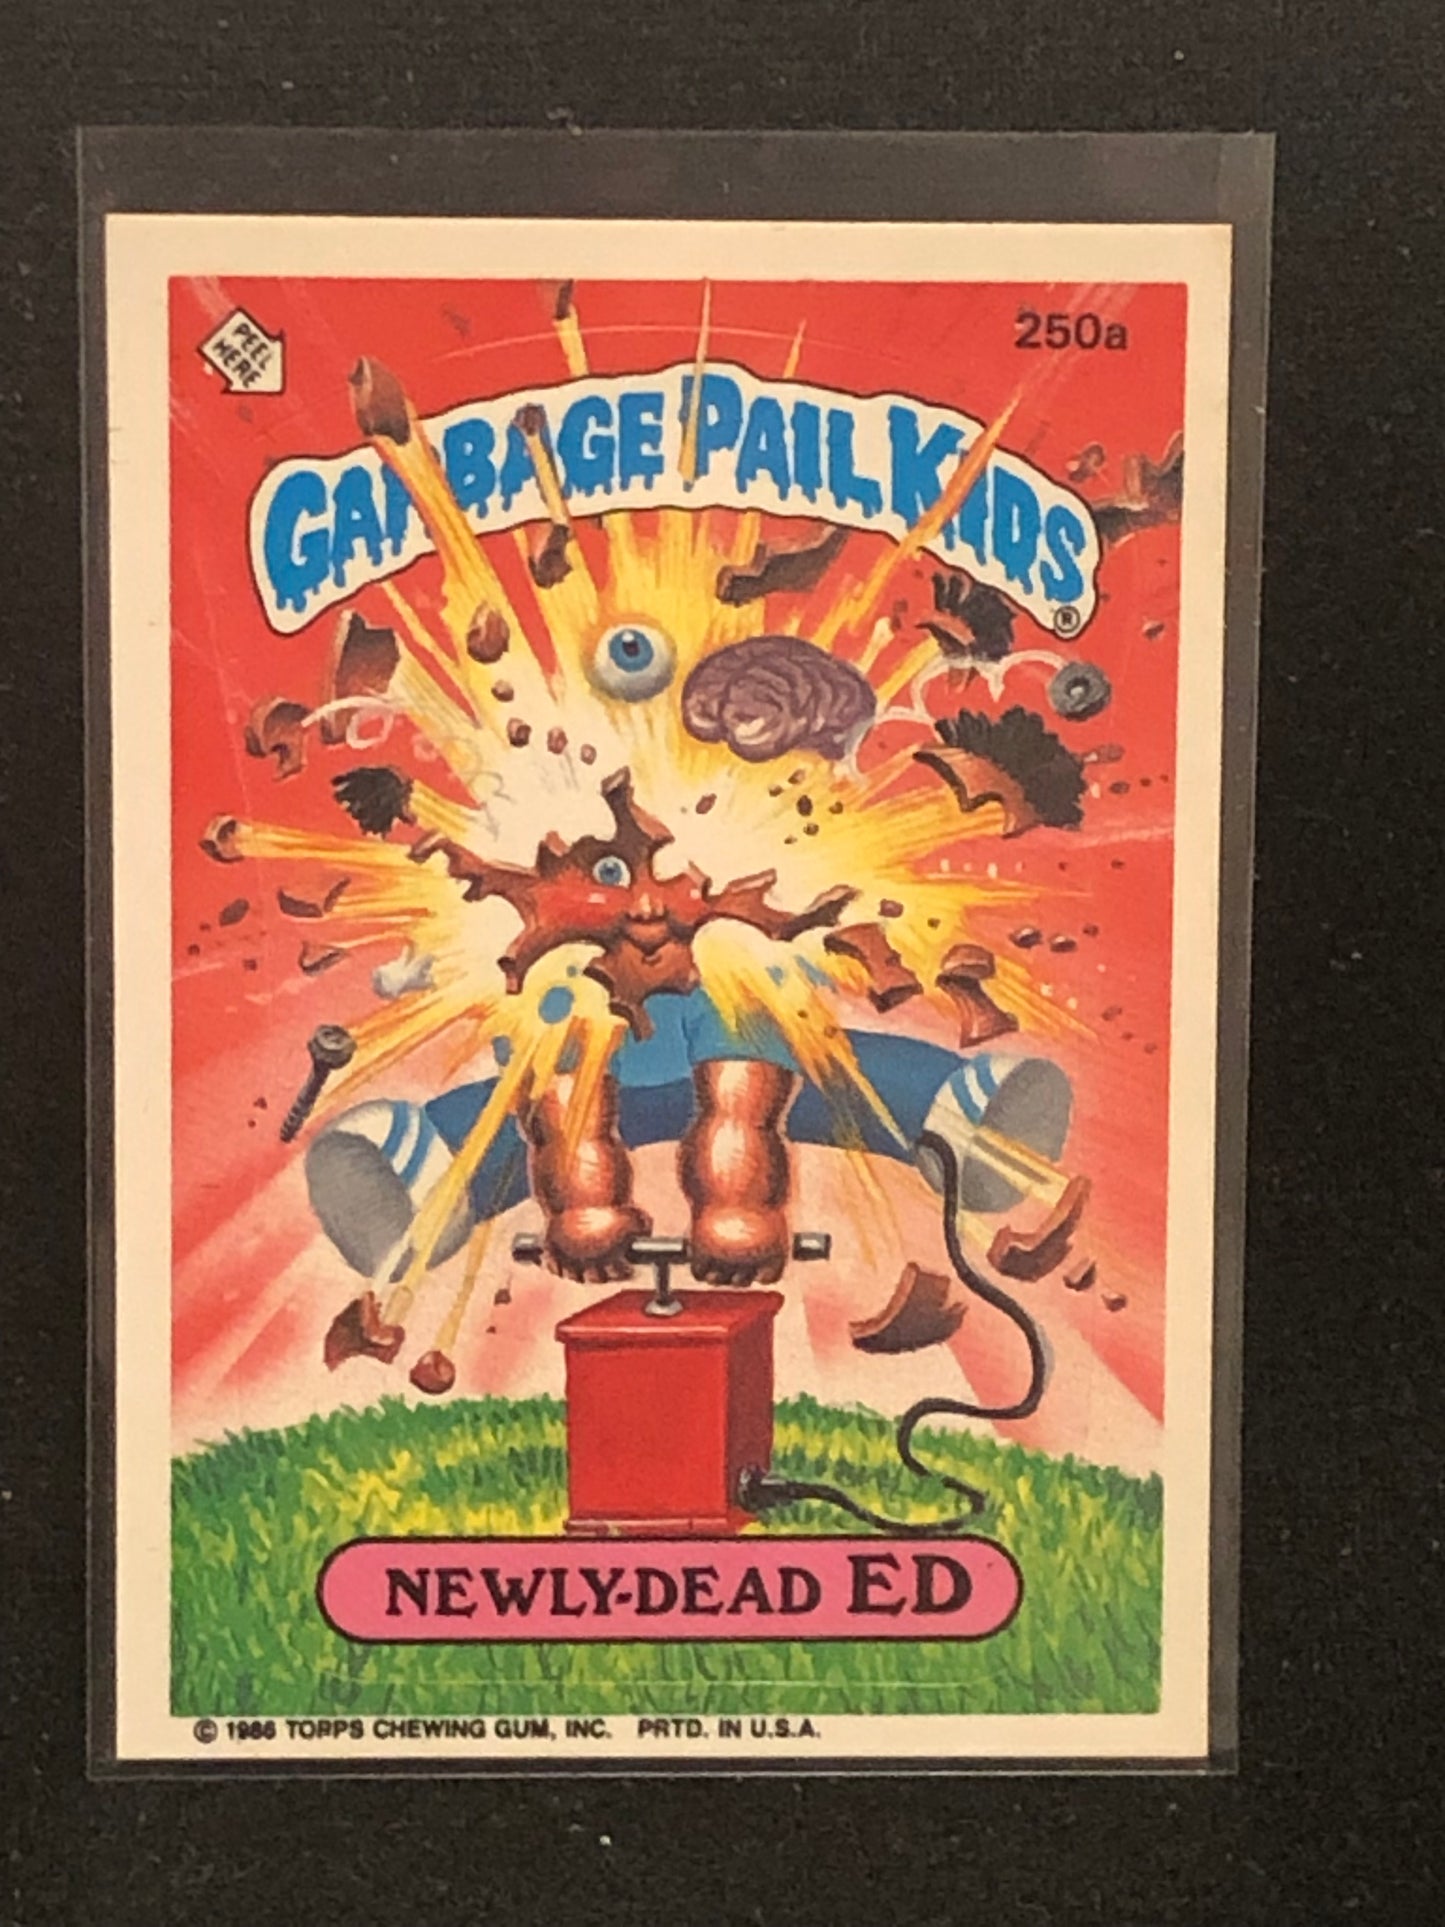 PEEL
HERE
250a
GARBAGE PAIL KIDS
®
NEWLY-DEAD ED
© 1986 TOPPS CHEWING GUM, INC. PRTD. IN U.S.A.